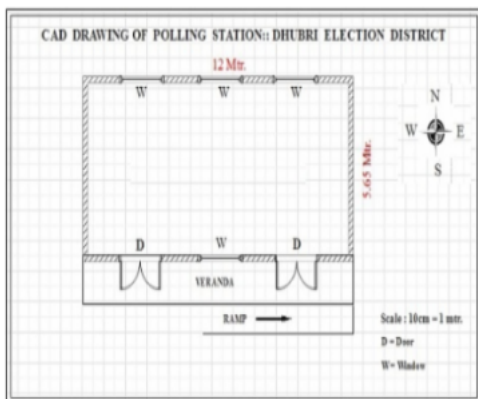 CAD DRAWING OF POLLING STATION:: DHUBRI ELECTION DISTRICT
12 Mtr.
W W W
N
W E
S
5.65 Mtr.
D W D
VERANDA
RAMP
Scale : 10cm = 1 mtr.
D = Door
W= Window